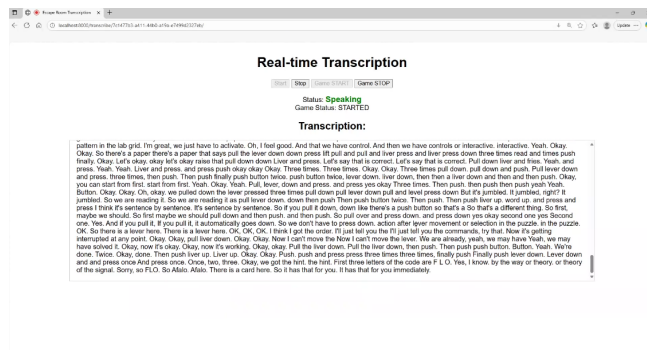 Escape Room Transcription
localhost:8000/transcribe/
Update
Real-time Transcription
Start Stop Game START Game STOP
Status: Speaking
Game Status: STARTED
Transcription:
pattern in the lab grid. I'm great, we just have to activate. Oh, I feel good. And that we have control. And then we have controls or interactive. interactive. Yeah. Okay.
Okay. So there's a paper there's a paper that says pull the lever down down press lift pull and pull and liver press and liver press down three times read and times push
finally. Okay. Let's okay. okay let's okay raise that pull down down Liver and press. Let's say that is correct. Let's say that is correct. Pull down liver and fries. Yeah. and
press. Yeah. Yeah. Liver and press. and press push okay okay Okay. Three times. Three times. Okay. Okay. Three times pull down. pull down and push. Pull lever down
and press. three times, then push. Then push finally push button twice. push button twice, lever down. liver down, then then a liver down and then and then push. Okay,
you can start from first. start from first. Yeah. Okay. Yeah. Pull, lever, down and press. and press yes okay Three times. Then push. then push then push yeah Yeah.
Button. Okay. Okay. Oh, okay. we pulled down the lever pressed three times pull down pull lever down pull and level press down But it's jumbled. It jumbled, right? It
jumbled. So we are reading it. So we are reading it as pull lever down. down then push Then push button twice. Then push. Then push liver up. word up. and press and
press I think it's sentence by sentence. It's sentence by sentence. So if you pull it down, down like there's a push button so that's a So that's a different thing. So first,
maybe we should. So first maybe we should pull down and then push. and then push. So pull over and press down, and press down yes okay second one yes Second
one. Yes. And if you pull it, If you pull it, it automatically goes down. So we don't have to press down. action after lever movement or selection in the puzzle. in the puzzle.
OK. So there is a lever here. There is a lever here. OK, OK, OK. I think I got the order. I'll just tell you the I'll just tell you the commands, try that. Now it's getting
interrupted at any point. Okay. Okay, pull liver down. Okay. Okay. Now I can't move the Now I can't move the lever. We are already, yeah, we may have Yeah, we may
have solved it. Okay, now it's okay. Okay, now it's working. Okay, okay. Pull the liver down. Pull the liver down, then push. Then push push button. Button. Yeah. We're
done. Twice. Okay, done. Then push liver up. Liver up. Okay, Okay. Push. push and press press three times three times, finally push Finally push liver down. Lever down
and and press once And press once. Once, two, three. Okay, we got the hint. the hint. First three letters of the code are F L O. Yes, I know. by the way or theory. or theory
of the signal. Sorry, so FLO. So Afalo. Afalo. There is a card here. So it has that for you. It has that for you immediately.